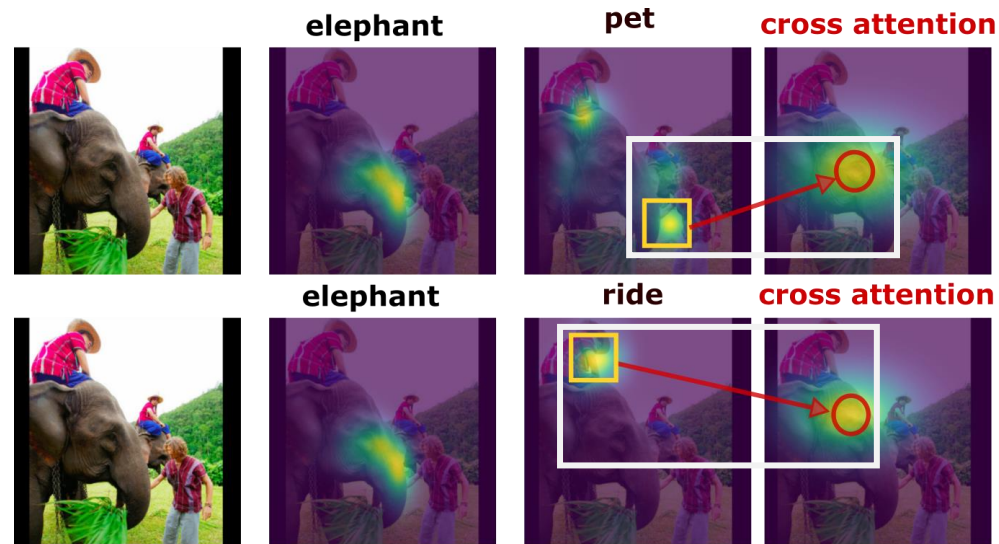 elephant
pet
cross attention
elephant
ride
cross attention